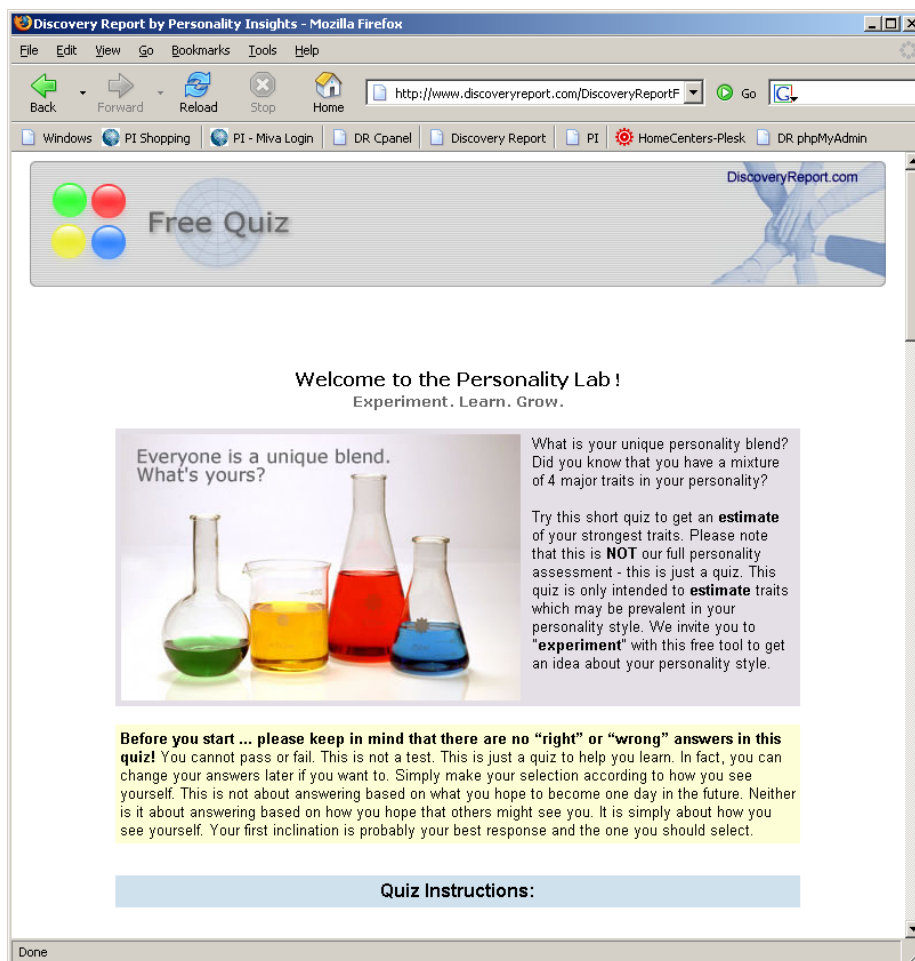 Discovery Report by Personality Insights - Mozilla Firefox
File Edit View Go Bookmarks Tools Help
Back Forward Reload Stop Home http://www.discoveryreport.com/DiscoveryReportF Go G
Windows PI Shopping PI - Miva Login DR Cpanel Discovery Report PI HomeCenters-Plesk DR phpMyAdmin
DiscoveryReport.com
Free Quiz
Welcome to the Personality Lab !
Experiment. Learn. Grow.
Everyone is a unique blend.
What's yours?
What is your unique personality blend?
Did you know that you have a mixture
of 4 major traits in your personality?
Try this short quiz to get an estimate
of your strongest traits. Please note
that this is NOT our full personality
assessment - this is just a quiz. This
quiz is only intended to estimate traits
which may be prevalent in your
personality style. We invite you to
"experiment" with this free tool to get
an idea about your personality style.
Before you start ... please keep in mind that there are no “right” or “wrong” answers in this
quiz! You cannot pass or fail. This is not a test. This is just a quiz to help you learn. In fact, you can
change your answers later if you want to. Simply make your selection according to how you see
yourself. This is not about answering based on what you hope to become one day in the future. Neither
is it about answering based on how you hope that others might see you. It is simply about how you
see yourself. Your first inclination is probably your best response and the one you should select.
Quiz Instructions:
Done